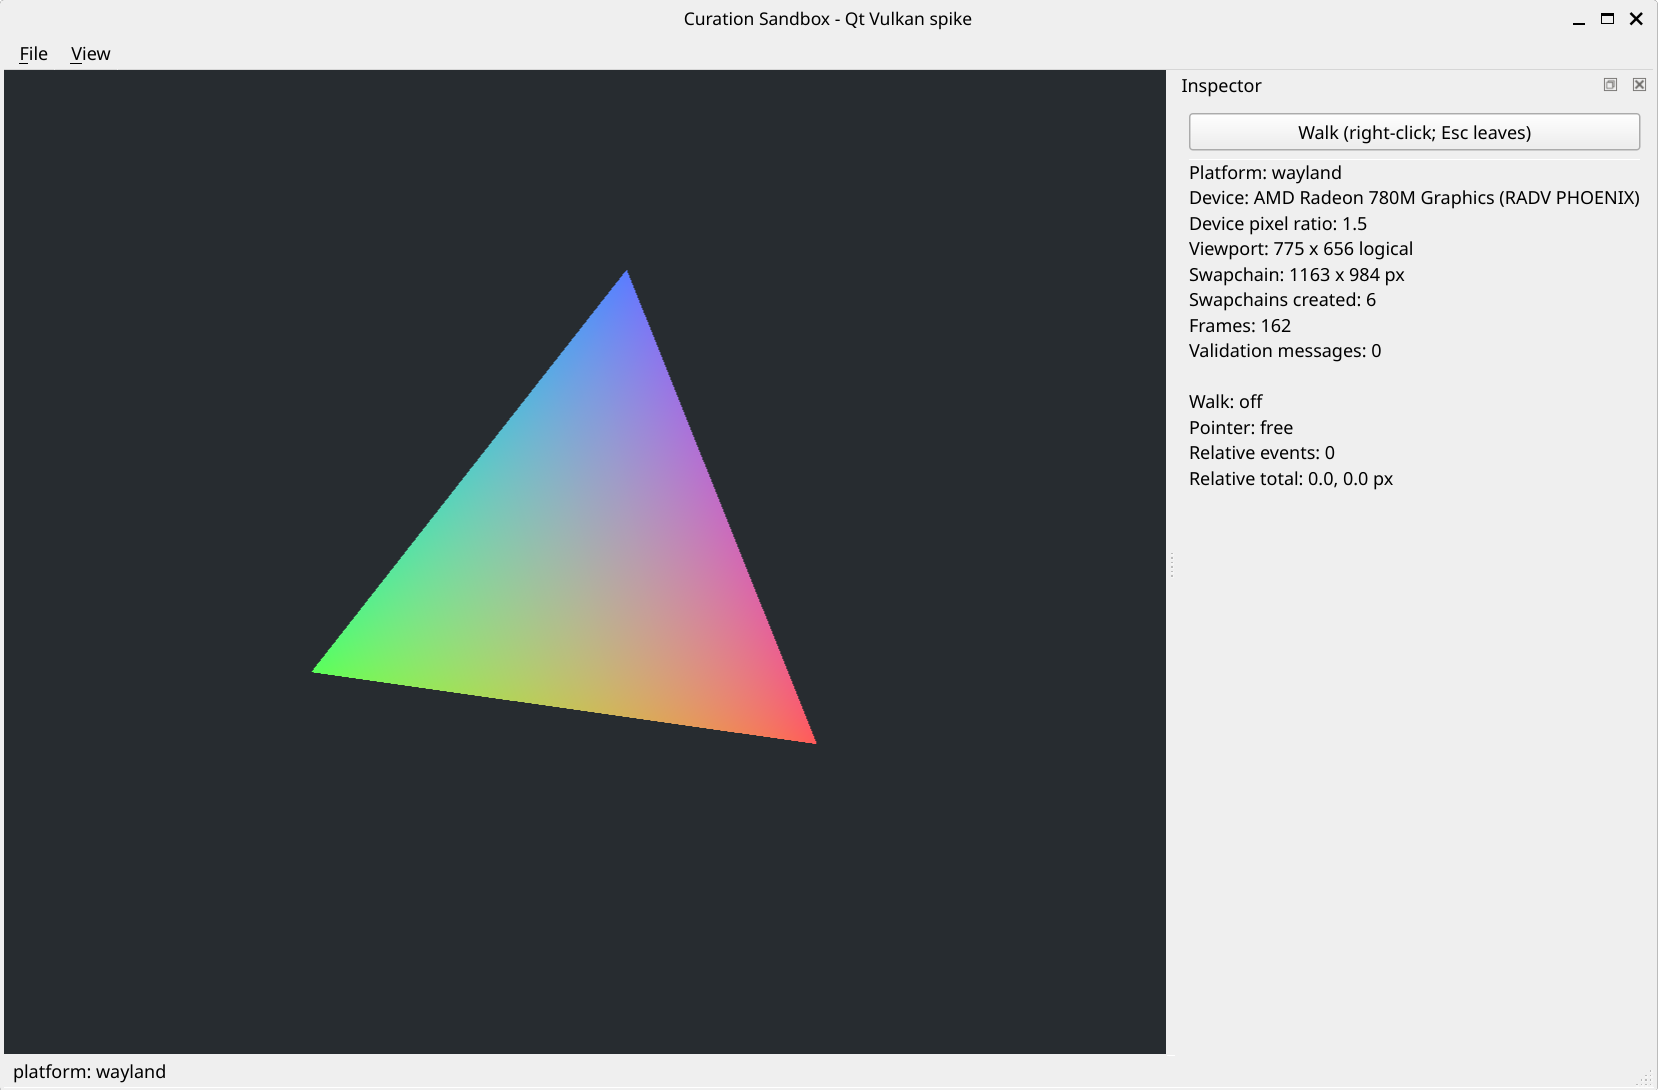 Curation Sandbox - Qt Vulkan spike
File View
Inspector
Walk (right-click; Esc leaves)
Platform: wayland
Device: AMD Radeon 780M Graphics (RADV PHOENIX)
Device pixel ratio: 1.5
Viewport: 775 x 656 logical
Swapchain: 1163 x 984 px
Swapchains created: 6
Frames: 162
Validation messages: 0
Walk: off
Pointer: free
Relative events: 0
Relative total: 0.0, 0.0 px
platform: wayland